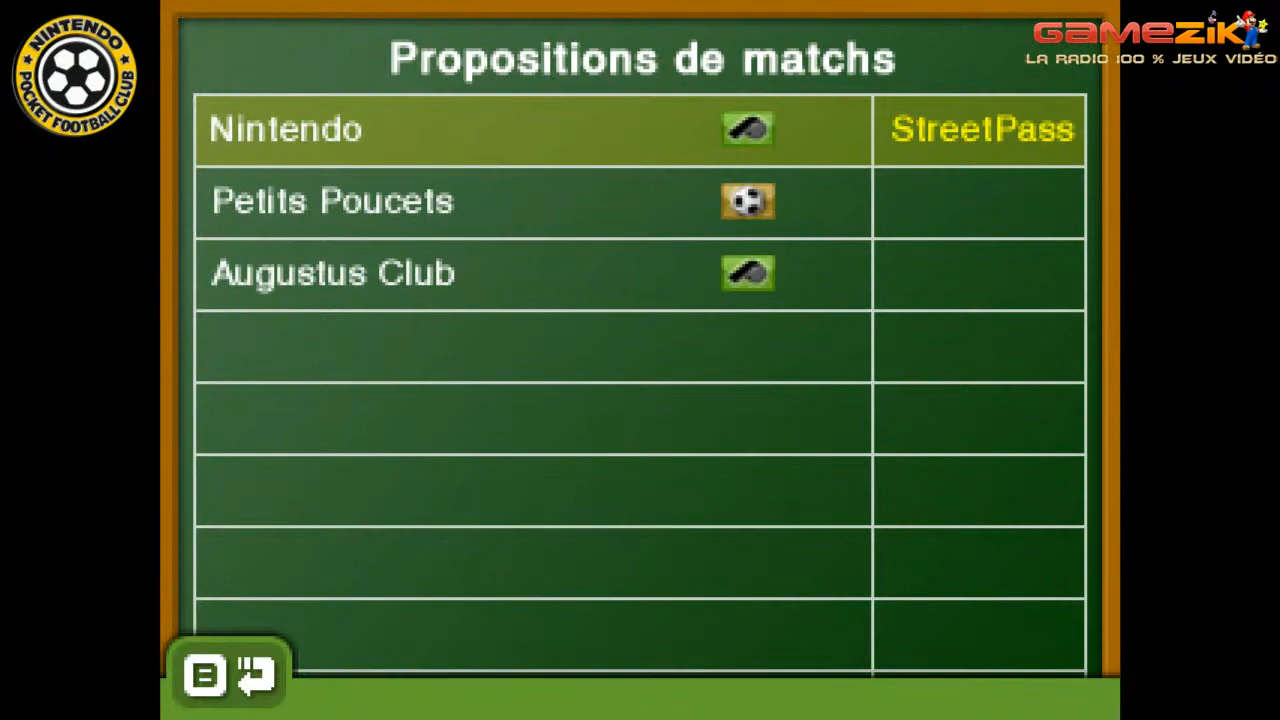 NINTENDO
POCKET FOOTBALL CLUB
Propositions de matchs
GAMEZIK
LA RADIO 100 % JEUX VIDÉO
Nintendo StreetPass
Petits Poucets
Augustus Club
B